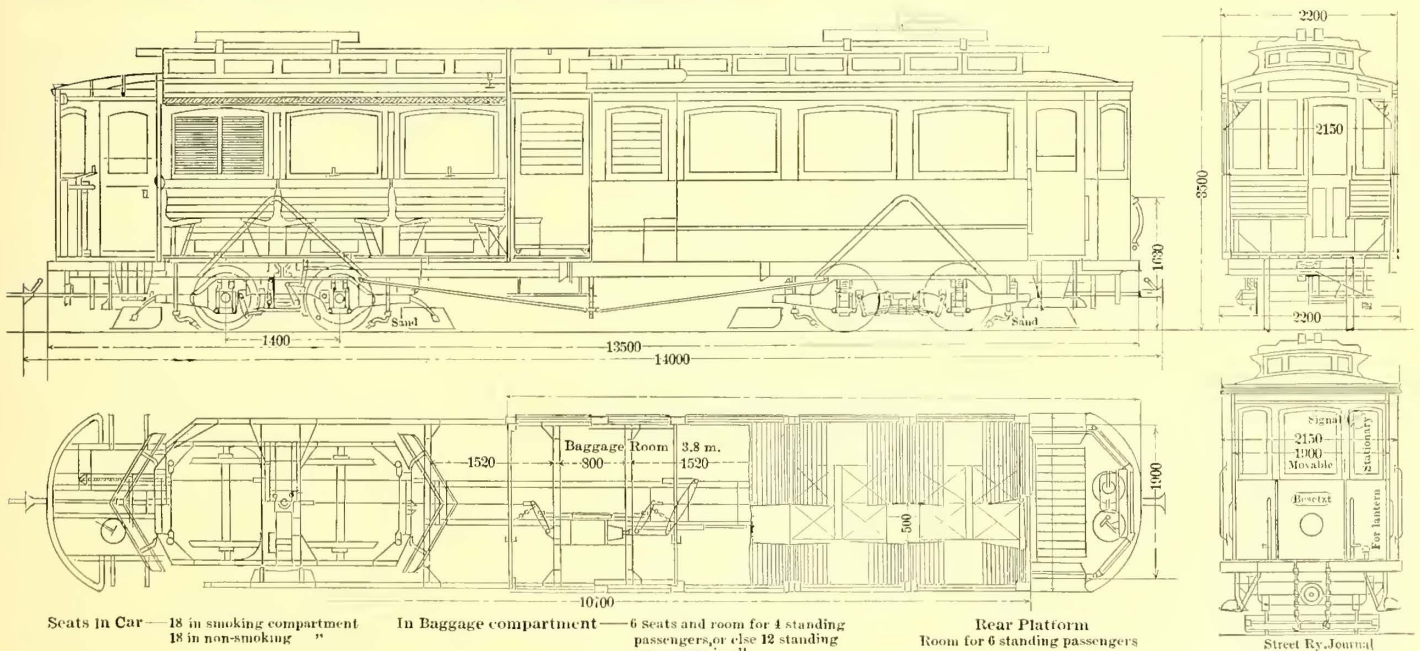 2200
2150
3500
1630
Sand
Sand
2200
1400
13500
14000
Baggage Room 3.8 m.
1520
800
1520
1900
500
10700
Signal
2150
1900
Movable
Stationary
Besetzt
For lantern
Seats in Car — 18 in smoking compartment
18 in non-smoking "
In Baggage compartment — 6 seats and room for 4 standing
passengers, or else 12 standing
Rear Platform
Room for 6 standing passengers
Street Ry. Journal